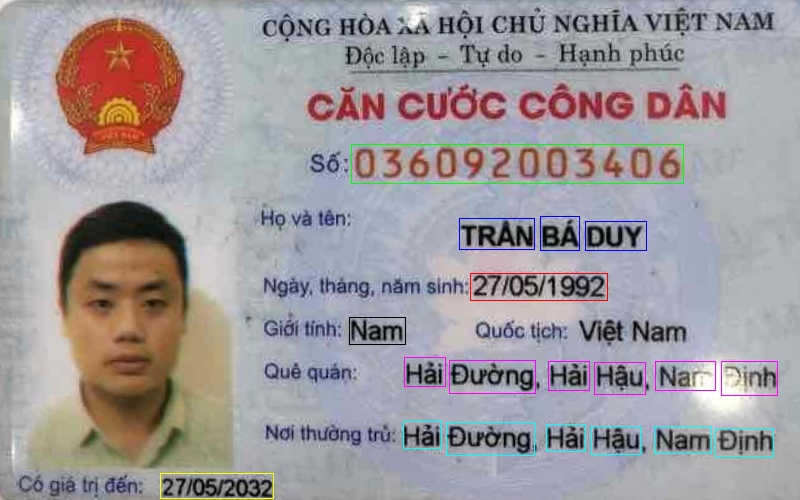 CỘNG HÒA XÃ HỘI CHỦ NGHĨA VIỆT NAM
Độc lập - Tự do - Hạnh phúc
CĂN CƯỚC CÔNG DÂN
Số: 036092003406
Họ và tên:
TRẦN BÁ DUY
Ngày, tháng, năm sinh: 27/05/1992
Giới tính: Nam Quốc tịch: Việt Nam
Quê quán: Hải Đường, Hải Hậu, Nam Định
Nơi thường trú: Hải Đường, Hải Hậu, Nam Định
Có giá trị đến: 27/05/2032